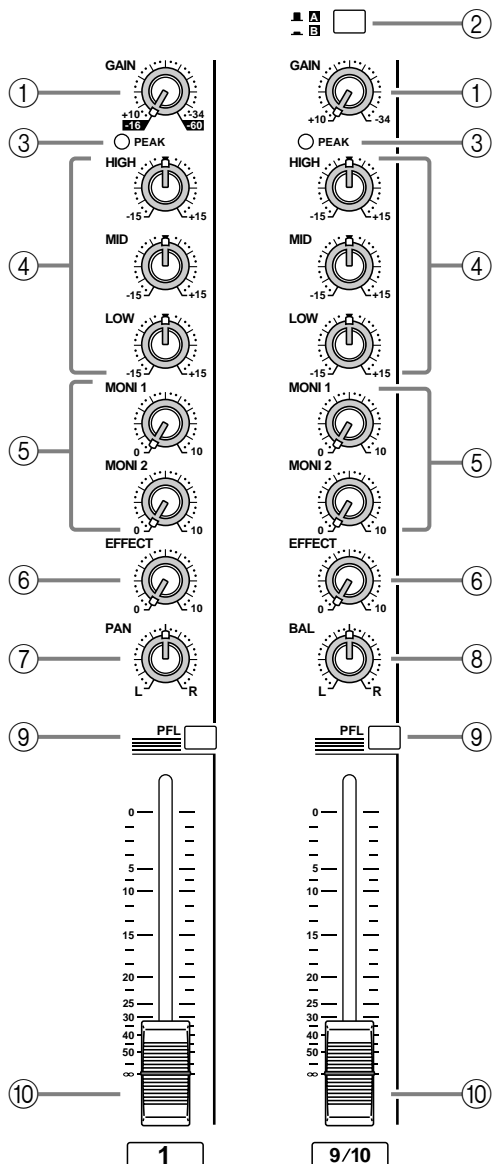 A
B
②
GAIN
GAIN
①
①
+10 -34
+10 -34
-16 -60
③ PEAK
PEAK ③
HIGH
HIGH
-15 +15
-15 +15
④
④
MID
MID
-15 +15
-15 +15
LOW
LOW
-15 +15
-15 +15
MONI 1
MONI 1
0 10
0 10
⑤
⑤
MONI 2
MONI 2
0 10
0 10
EFFECT
EFFECT
⑥
⑥
0 10
0 10
PAN
BAL
⑦
⑧
L R
L R
⑨ PFL
PFL ⑨
0
0
5
5
10
10
15
15
20
20
25
25
30
30
40
40
50
50
∞
∞
⑩
⑩
1
9/10